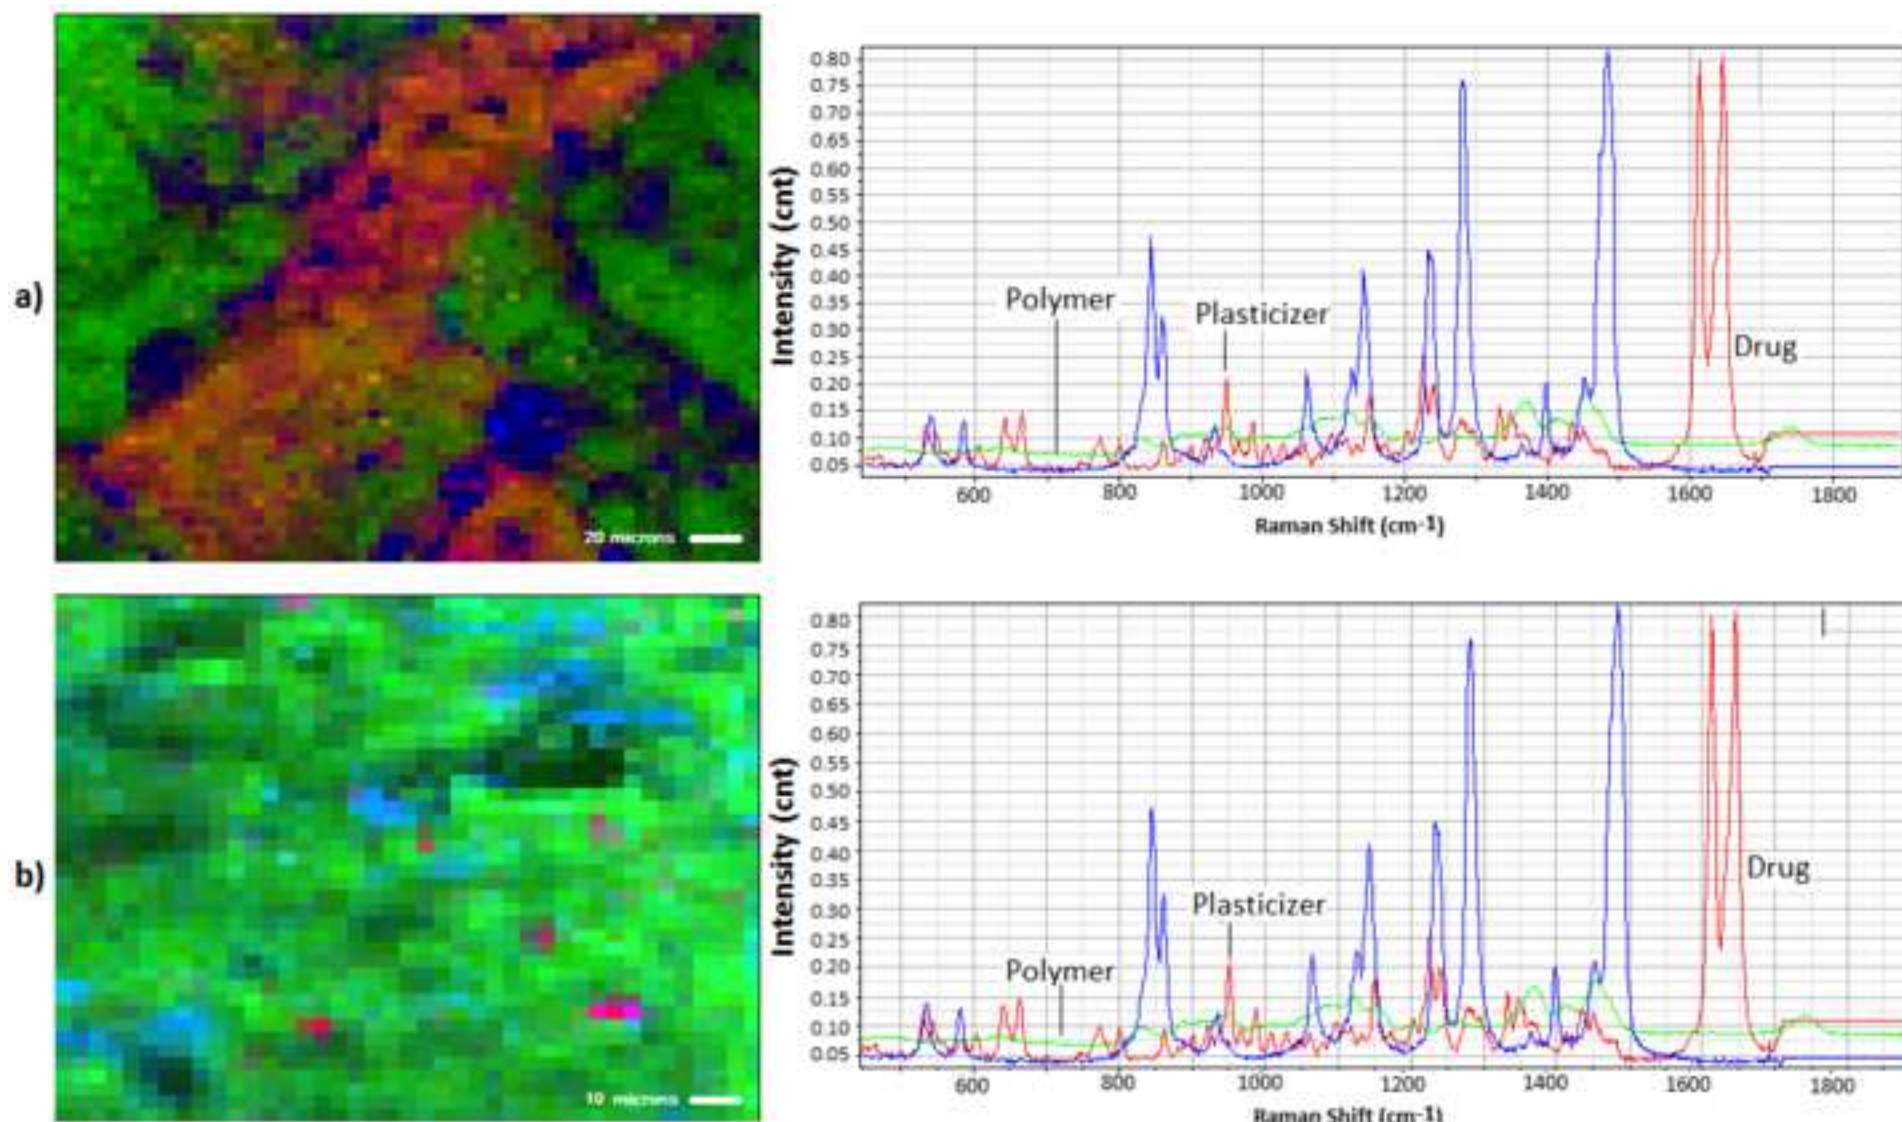 a)
20 microns
Intensity (cnt)
0.80
0.75
0.70
0.65
0.60
0.55
0.50
0.45
0.40
0.35
0.30
0.25
0.20
0.15
0.10
0.05
Polymer
Plasticizer
Drug
600 800 1000 1200 1400 1600 1800
Raman Shift (cm-1)
b)
10 microns
Intensity (cnt)
0.80
0.75
0.70
0.65
0.60
0.55
0.50
0.45
0.40
0.35
0.30
0.25
0.20
0.15
0.10
0.05
Polymer
Plasticizer
Drug
600 800 1000 1200 1400 1600 1800
Raman Shift (cm-1)